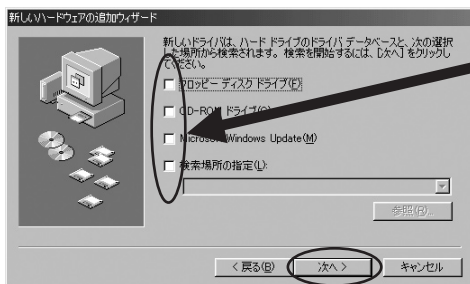 新しいハードウェアの追加ウィザード
新しいドライバは、ハード ドライブのドライバ データベースと、次の選択
した場所から検索されます。検索を開始するには、[次へ] をクリックし
てください。
フロッピー ディスク ドライブ(F)
CD-ROM ドライブ(C)
Microsoft Windows Update(M)
検索場所の指定(L):
参照(R)...
< 戻る(B)
次へ >
キャンセル